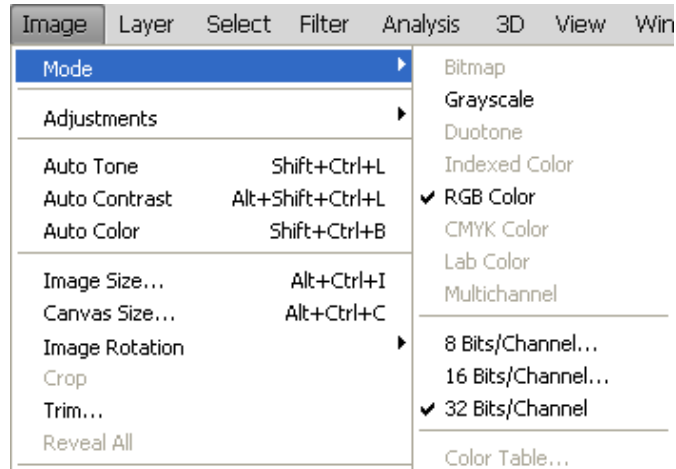 Image Layer Select Filter Analysis 3D View Win
Mode
Adjustments
Auto Tone Shift+Ctrl+L
Auto Contrast Alt+Shift+Ctrl+L
Auto Color Shift+Ctrl+B
Image Size... Alt+Ctrl+I
Canvas Size... Alt+Ctrl+C
Image Rotation
Crop
Trim...
Reveal All
Bitmap
Grayscale
Duotone
Indexed Color
RGB Color
CMYK Color
Lab Color
Multichannel
8 Bits/Channel...
16 Bits/Channel...
32 Bits/Channel
Color Table...